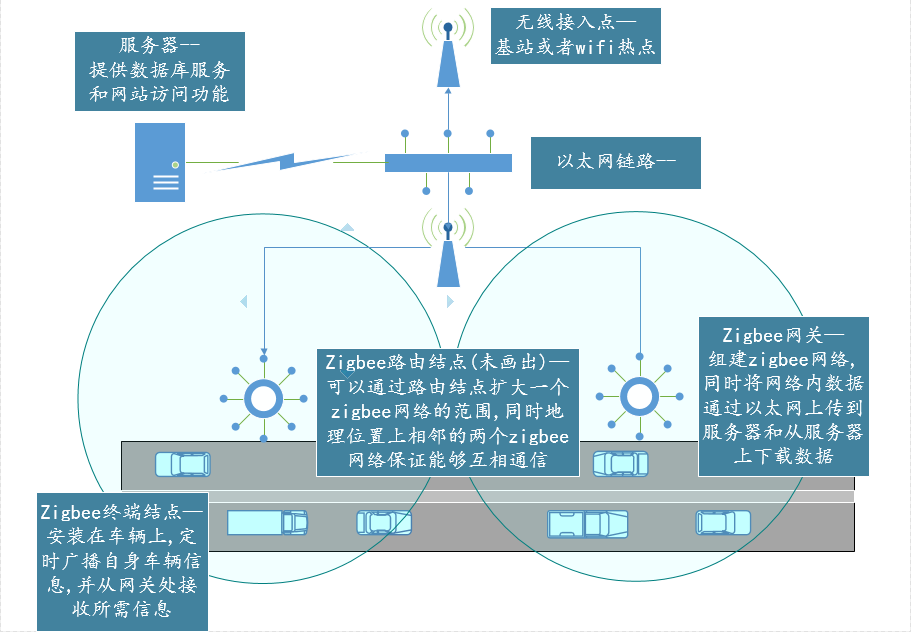 无线接入点—
基站或者wifi热点
服务器--
提供数据库服务
和网站访问功能
以太网链路--
Zigbee网关—
组建zigbee网络,
同时将网络内数据
通过以太网上传到
服务器和从服务器
上下载数据
Zigbee路由结点(未画出)—
可以通过路由结点扩大一个
zigbee网络的范围,同时地
理位置上相邻的两个zigbee
网络保证能够互相通信
Zigbee终端结点—
安装在车辆上,定
时广播自身车辆信
息,并从网关处接
收所需信息